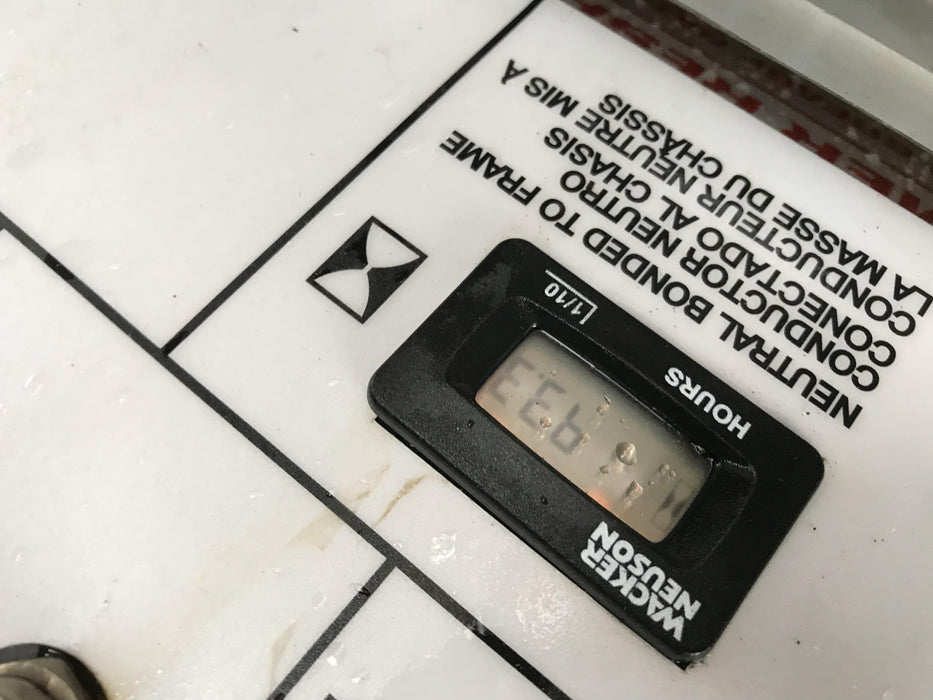 WACKER
NEUSON
1/10
HOURS
NEUTRAL BONDED TO FRAME
CONDUCTOR NEUTRO
CONECTADO AL CHASIS
CONDUCTEUR NEUTRE MIS À
LA MASSE DU CHÂSSIS